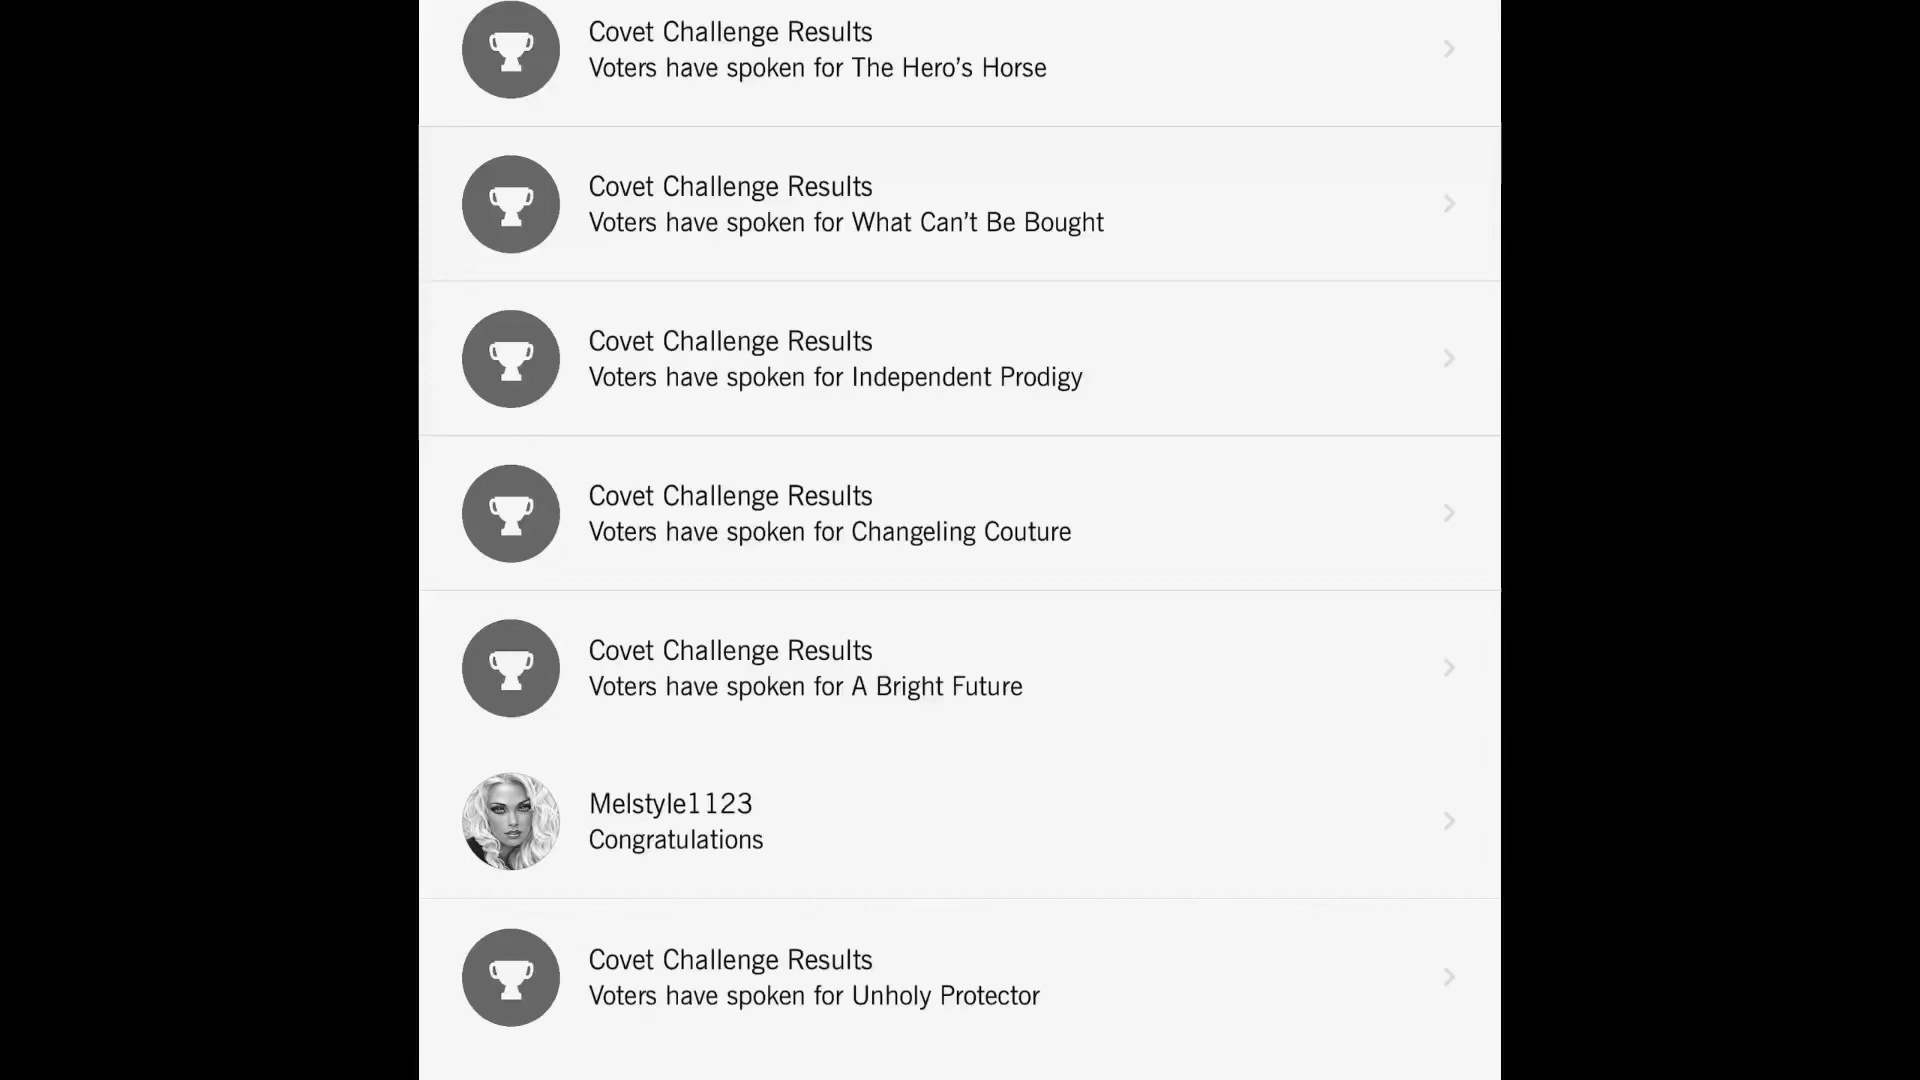 Covet Challenge Results
Voters have spoken for The Hero’s Horse
Covet Challenge Results
Voters have spoken for What Can’t Be Bought
Covet Challenge Results
Voters have spoken for Independent Prodigy
Covet Challenge Results
Voters have spoken for Changeling Couture
Covet Challenge Results
Voters have spoken for A Bright Future
Melstyle1123
Congratulations
Covet Challenge Results
Voters have spoken for Unholy Protector